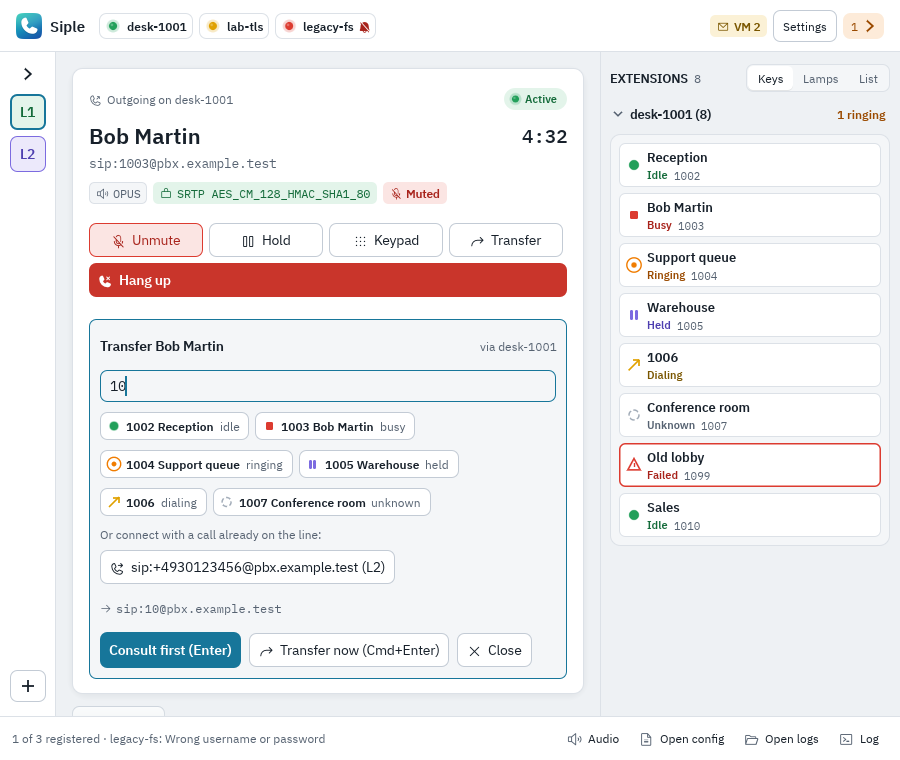 Siple desk-1001 lab-tls legacy-fs VM 2 Settings 1
L1
L2
Outgoing on desk-1001 Active
Bob Martin 4:32
sip:1003@pbx.example.test
OPUS SRTP AES_CM_128_HMAC_SHA1_80 Muted
Unmute Hold Keypad Transfer
Hang up
Transfer Bob Martin via desk-1001
10
1002 Reception idle 1003 Bob Martin busy
1004 Support queue ringing 1005 Warehouse held
1006 dialing 1007 Conference room unknown
Or connect with a call already on the line:
sip:+4930123456@pbx.example.test (L2)
→ sip:10@pbx.example.test
Consult first (Enter) Transfer now (Cmd+Enter) Close
EXTENSIONS 8 Keys Lamps List
desk-1001 (8) 1 ringing
Reception
Idle 1002
Bob Martin
Busy 1003
Support queue
Ringing 1004
Warehouse
Held 1005
1006
Dialing
Conference room
Unknown 1007
Old lobby
Failed 1099
Sales
Idle 1010
1 of 3 registered · legacy-fs: Wrong username or password Audio Open config Open logs Log